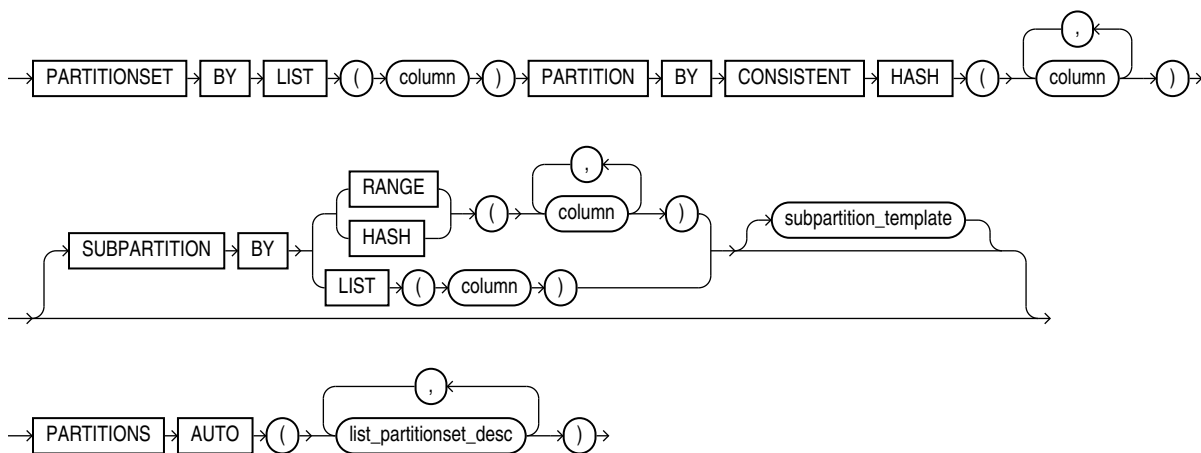 ,
PARTITIONSET BY LIST ( column ) PARTITION BY CONSISTENT HASH ( column )
,
RANGE
( column )
HASH
subpartition_template
SUBPARTITION BY
LIST ( column )
,
PARTITIONS AUTO ( list_partitionset_desc )